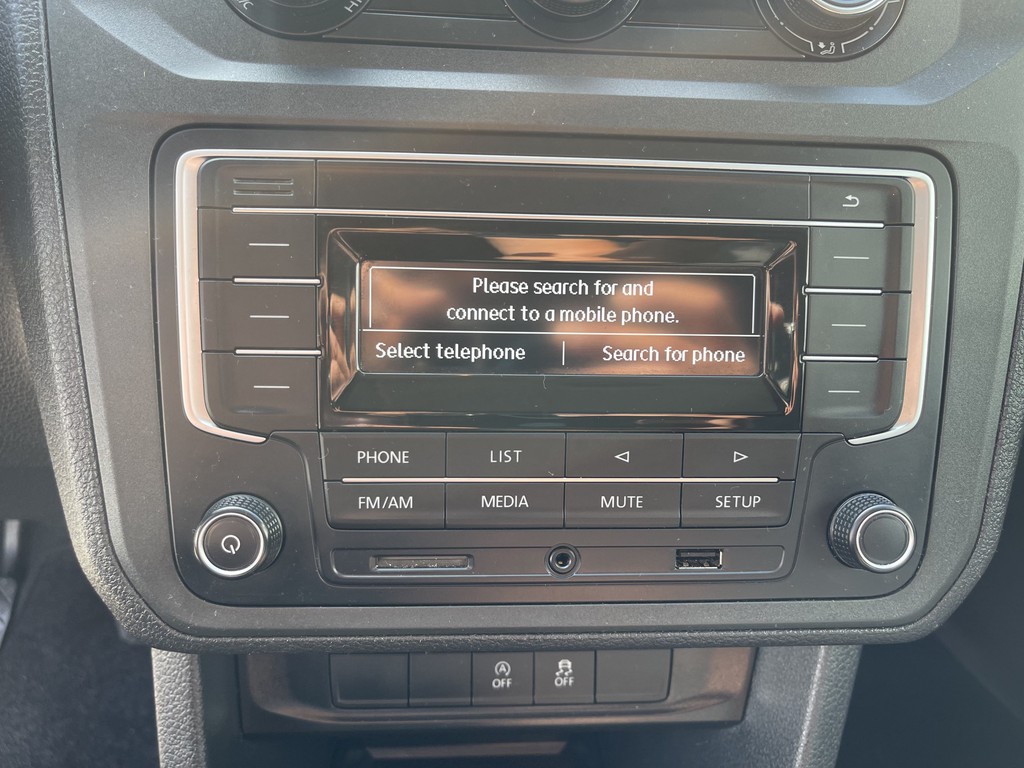 Please search for and
connect to a mobile phone.
Select telephone | Search for phone
PHONE LIST
FM/AM MEDIA MUTE SETUP
A
OFF OFF